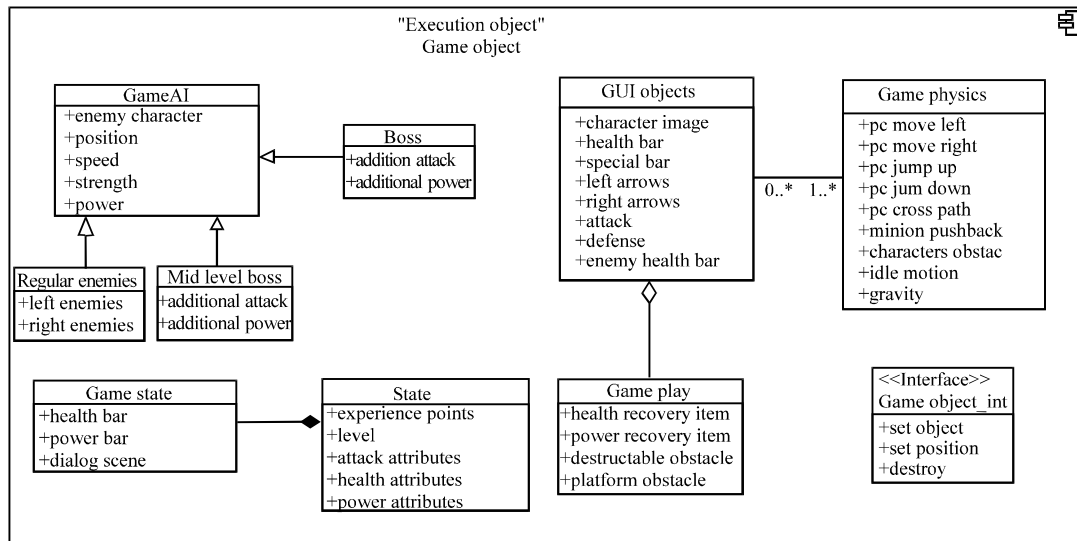 "Execution object"
Game object
GameAI
+enemy character
+position
+speed
+strength
+power
Boss
+addition attack
+additional power
Regular enemies
+left enemies
+right enemies
Mid level boss
+additional attack
+additional power
GUI objects
+character image
+health bar
+special bar
+left arrows
+right arrows
+attack
+defense
+enemy health bar
0..* 1..*
Game physics
+pc move left
+pc move right
+pc jump up
+pc jum down
+pc cross path
+minion pushback
+characters obstac
+idle motion
+gravity
Game state
+health bar
+power bar
+dialog scene
State
+experience points
+level
+attack attributes
+health attributes
+power attributes
Game play
+health recovery item
+power recovery item
+destructable obstacle
+platform obstacle
<<Interface>>
Game object_int
+set object
+set position
+destroy